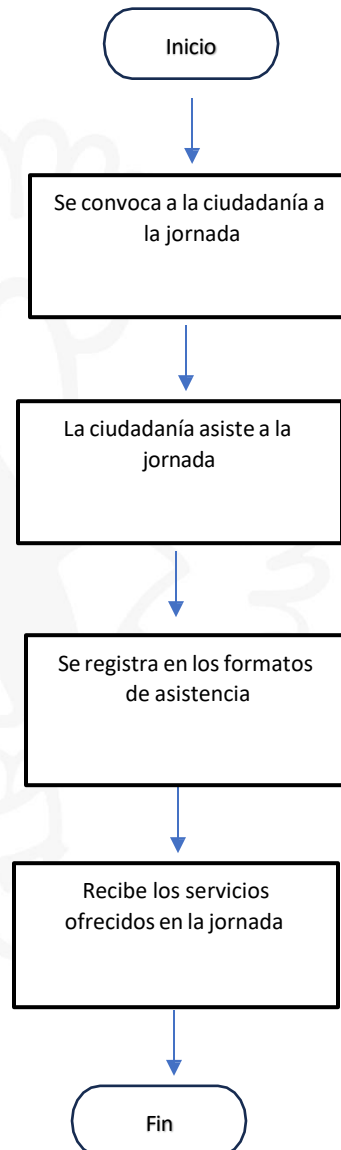 Inicio
Se convoca a la ciudadanía a
la jornada
La ciudadanía asiste a la
jornada
Se registra en los formatos
de asistencia
Recibe los servicios
ofrecidos en la jornada
Fin